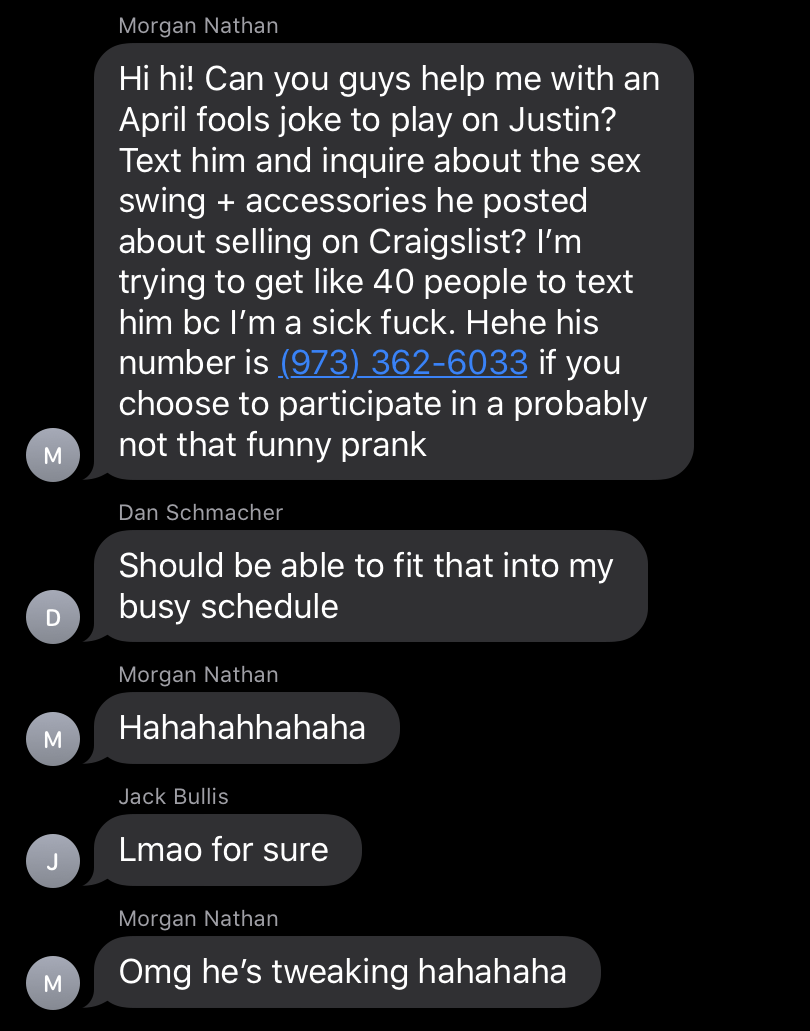 Morgan Nathan
Hi hi! Can you guys help me with an
April fools joke to play on Justin?
Text him and inquire about the sex
swing + accessories he posted
about selling on Craigslist? I’m
trying to get like 40 people to text
him bc I’m a sick fuck. Hehe his
number is (973) 362-6033 if you
choose to participate in a probably
not that funny prank
M
Dan Schmacher
Should be able to fit that into my
busy schedule
D
Morgan Nathan
Hahahahhahaha
M
Jack Bullis
Lmao for sure
J
Morgan Nathan
Omg he’s tweaking hahahaha
M